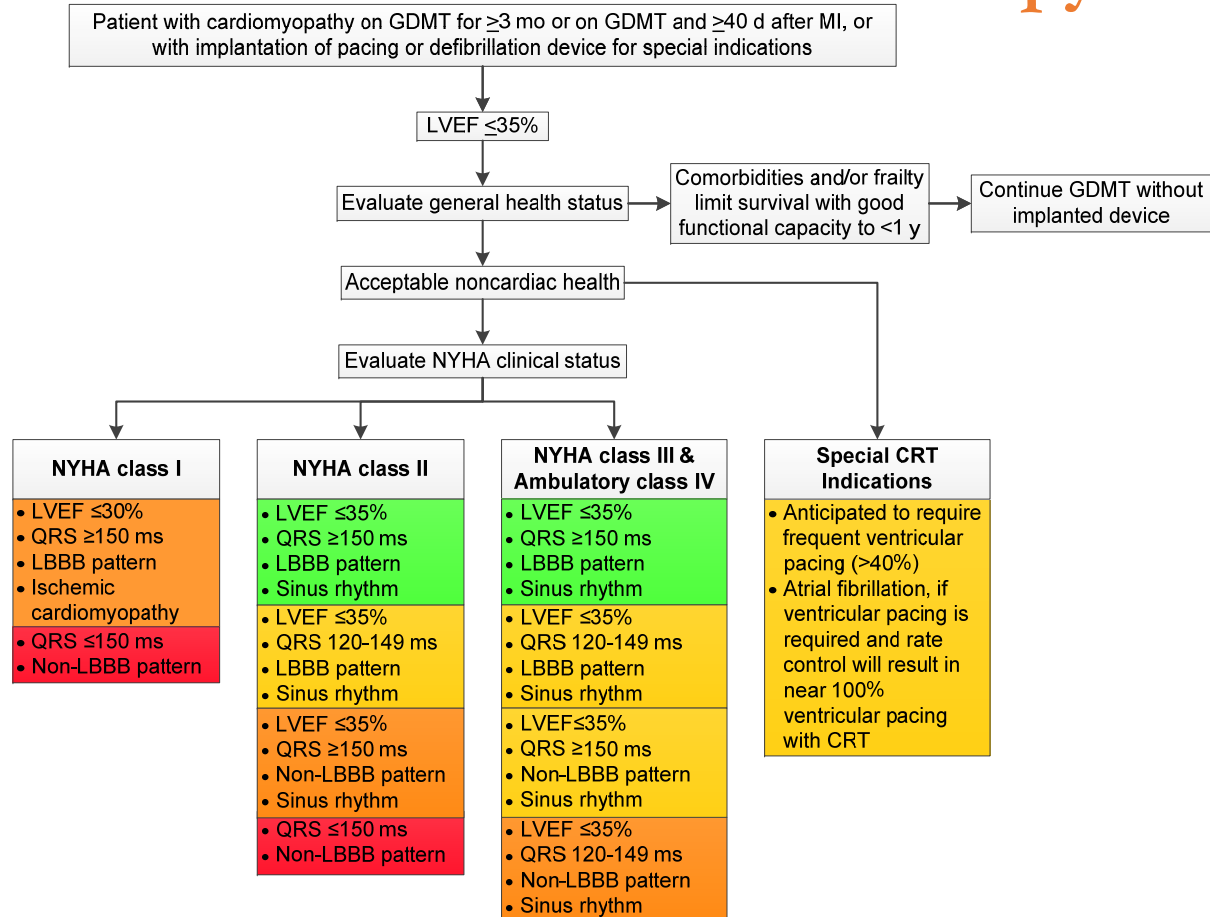 py
Patient with cardiomyopathy on GDMT for ≥3 mo or on GDMT and ≥40 d after MI, or
with implantation of pacing or defibrillation device for special indications
LVEF ≤35%
Evaluate general health status
Comorbidities and/or frailty
limit survival with good
functional capacity to <1 y
Continue GDMT without
implanted device
Acceptable noncardiac health
Evaluate NYHA clinical status
NYHA class I
• LVEF ≤30%
• QRS ≥150 ms
• LBBB pattern
• Ischemic
cardiomyopathy
• QRS ≤150 ms
• Non-LBBB pattern
NYHA class II
• LVEF ≤35%
• QRS ≥150 ms
• LBBB pattern
• Sinus rhythm
• LVEF ≤35%
• QRS 120-149 ms
• LBBB pattern
• Sinus rhythm
• LVEF ≤35%
• QRS ≥150 ms
• Non-LBBB pattern
• Sinus rhythm
• QRS ≤150 ms
• Non-LBBB pattern
NYHA class III &
Ambulatory class IV
• LVEF ≤35%
• QRS ≥150 ms
• LBBB pattern
• Sinus rhythm
• LVEF ≤35%
• QRS 120-149 ms
• LBBB pattern
• Sinus rhythm
• LVEF≤35%
• QRS ≥150 ms
• Non-LBBB pattern
• Sinus rhythm
• LVEF ≤35%
• QRS 120-149 ms
• Non-LBBB pattern
• Sinus rhythm
Special CRT
Indications
• Anticipated to require
frequent ventricular
pacing (>40%)
• Atrial fibrillation, if
ventricular pacing is
required and rate
control will result in
near 100%
ventricular pacing
with CRT